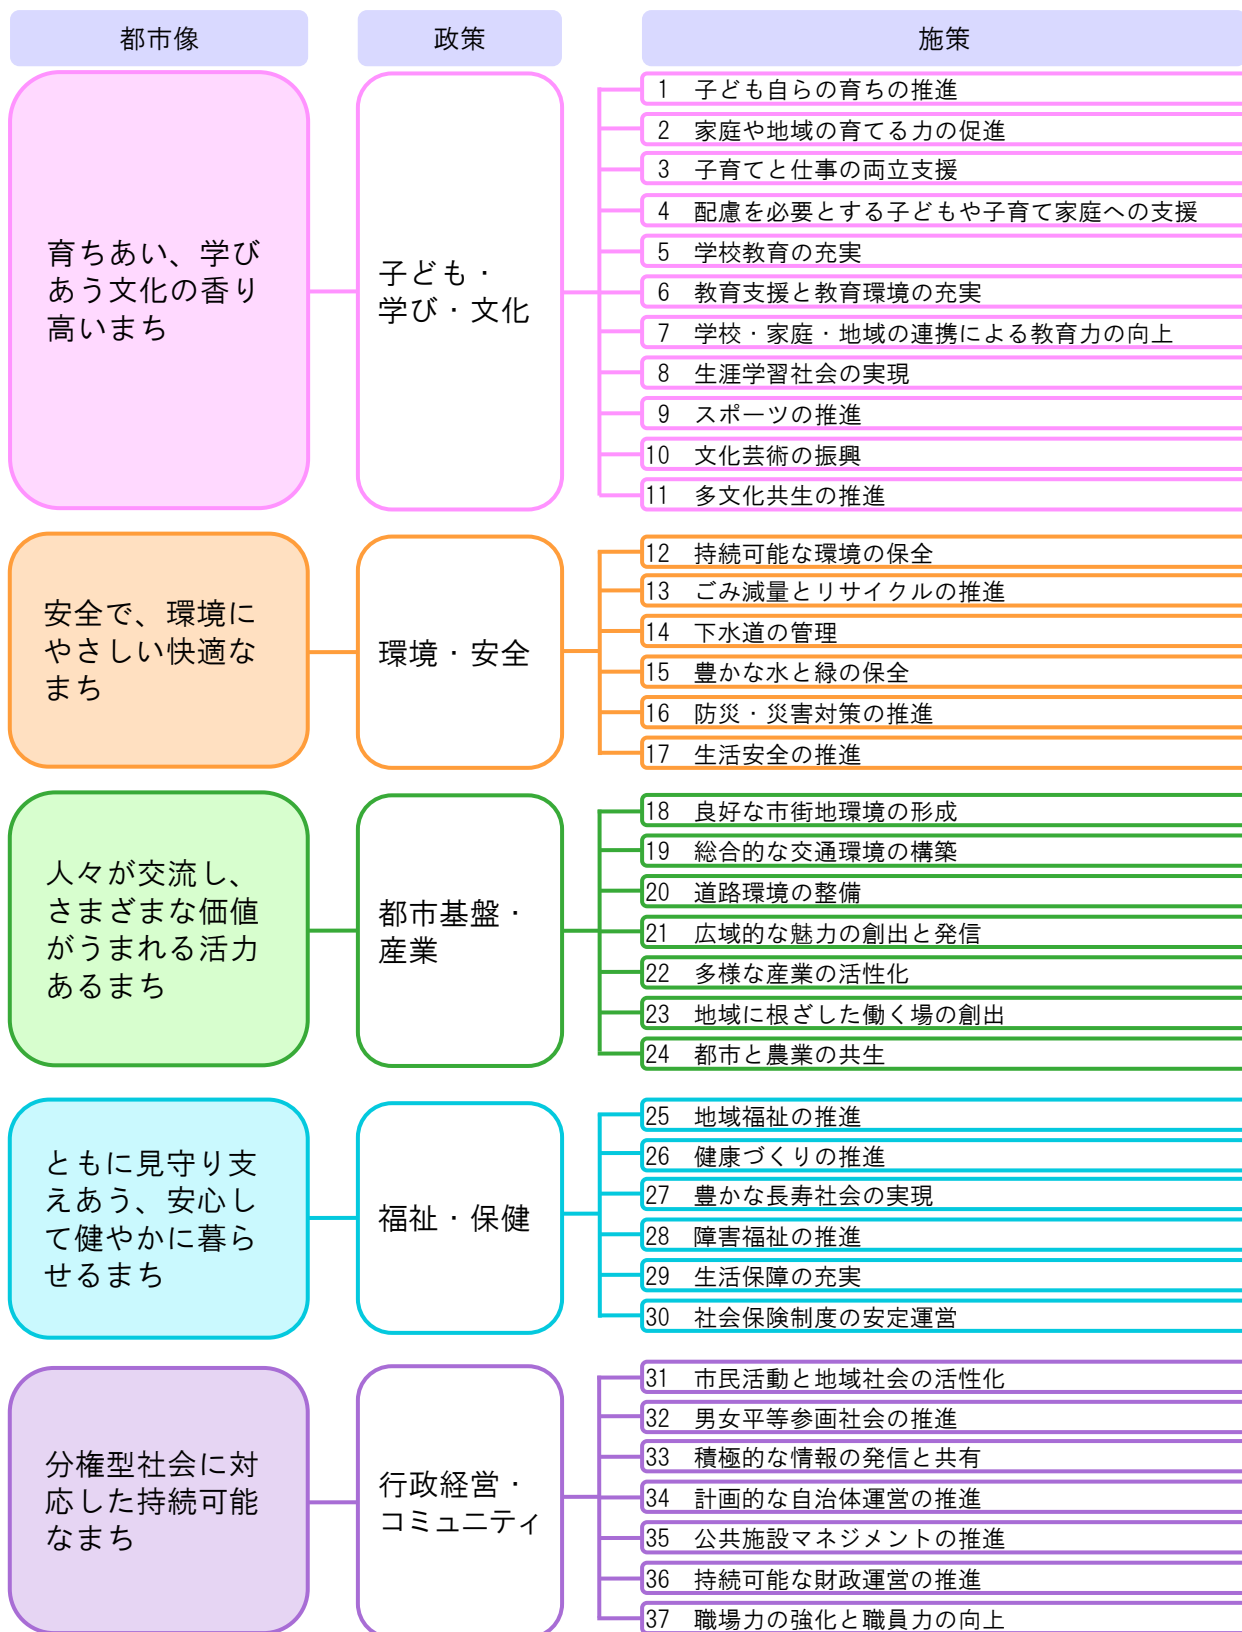 都市像
政策
施策
育ちあい、学び
あう文化の香り
高いまち
子ども・
学び・文化
1 子ども自らの育ちの推進
2 家庭や地域の育てる力の促進
3 子育てと仕事の両立支援
4 配慮を必要とする子どもや子育て家庭への支援
5 学校教育の充実
6 教育支援と教育環境の充実
7 学校・家庭・地域の連携による教育力の向上
8 生涯学習社会の実現
9 スポーツの推進
10 文化芸術の振興
11 多文化共生の推進
安全で、環境に
やさしい快適な
まち
環境・安全
12 持続可能な環境の保全
13 ごみ減量とリサイクルの推進
14 下水道の管理
15 豊かな水と緑の保全
16 防災・災害対策の推進
17 生活安全の推進
人々が交流し、
さまざまな価値
がうまれる活力
あるまち
都市基盤・
産業
18 良好な市街地環境の形成
19 総合的な交通環境の構築
20 道路環境の整備
21 広域的な魅力の創出と発信
22 多様な産業の活性化
23 地域に根ざした働く場の創出
24 都市と農業の共生
ともに見守り支
えあう、安心し
て健やかに暮ら
せるまち
福祉・保健
25 地域福祉の推進
26 健康づくりの推進
27 豊かな長寿社会の実現
28 障害福祉の推進
29 生活保障の充実
30 社会保険制度の安定運営
分権型社会に対
応した持続可能
なまち
行政経営・
コミュニティ
31 市民活動と地域社会の活性化
32 男女平等参画社会の推進
33 積極的な情報の発信と共有
34 計画的な自治体運営の推進
35 公共施設マネジメントの推進
36 持続可能な財政運営の推進
37 職場力の強化と職員力の向上